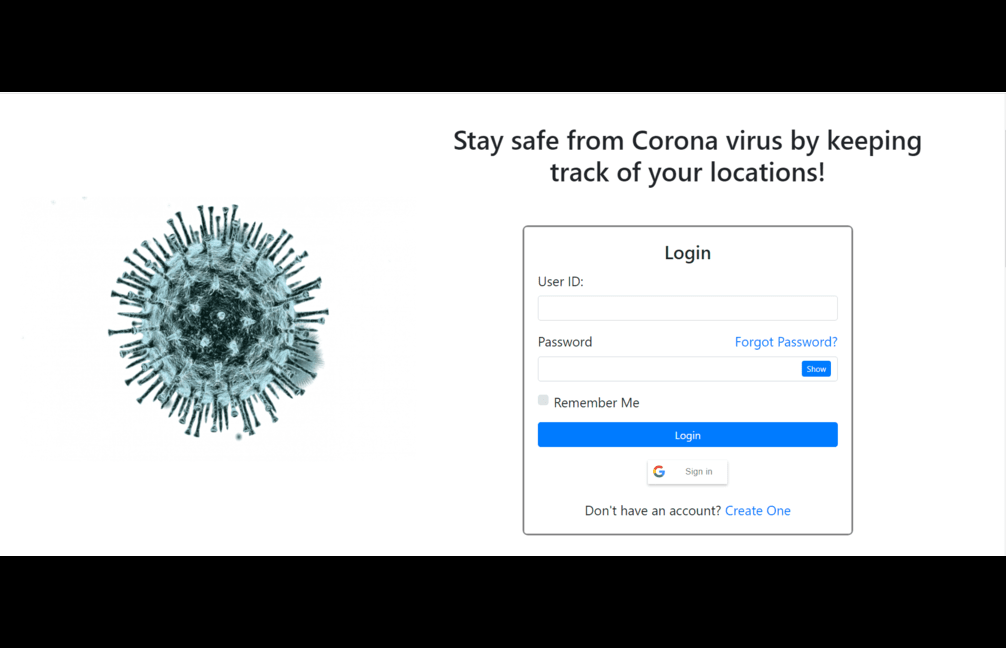 Stay safe from Corona virus by keeping
track of your locations!
Login
User ID:
Password
Forgot Password?
Show
Remember Me
Login
Sign in
Don't have an account? Create One